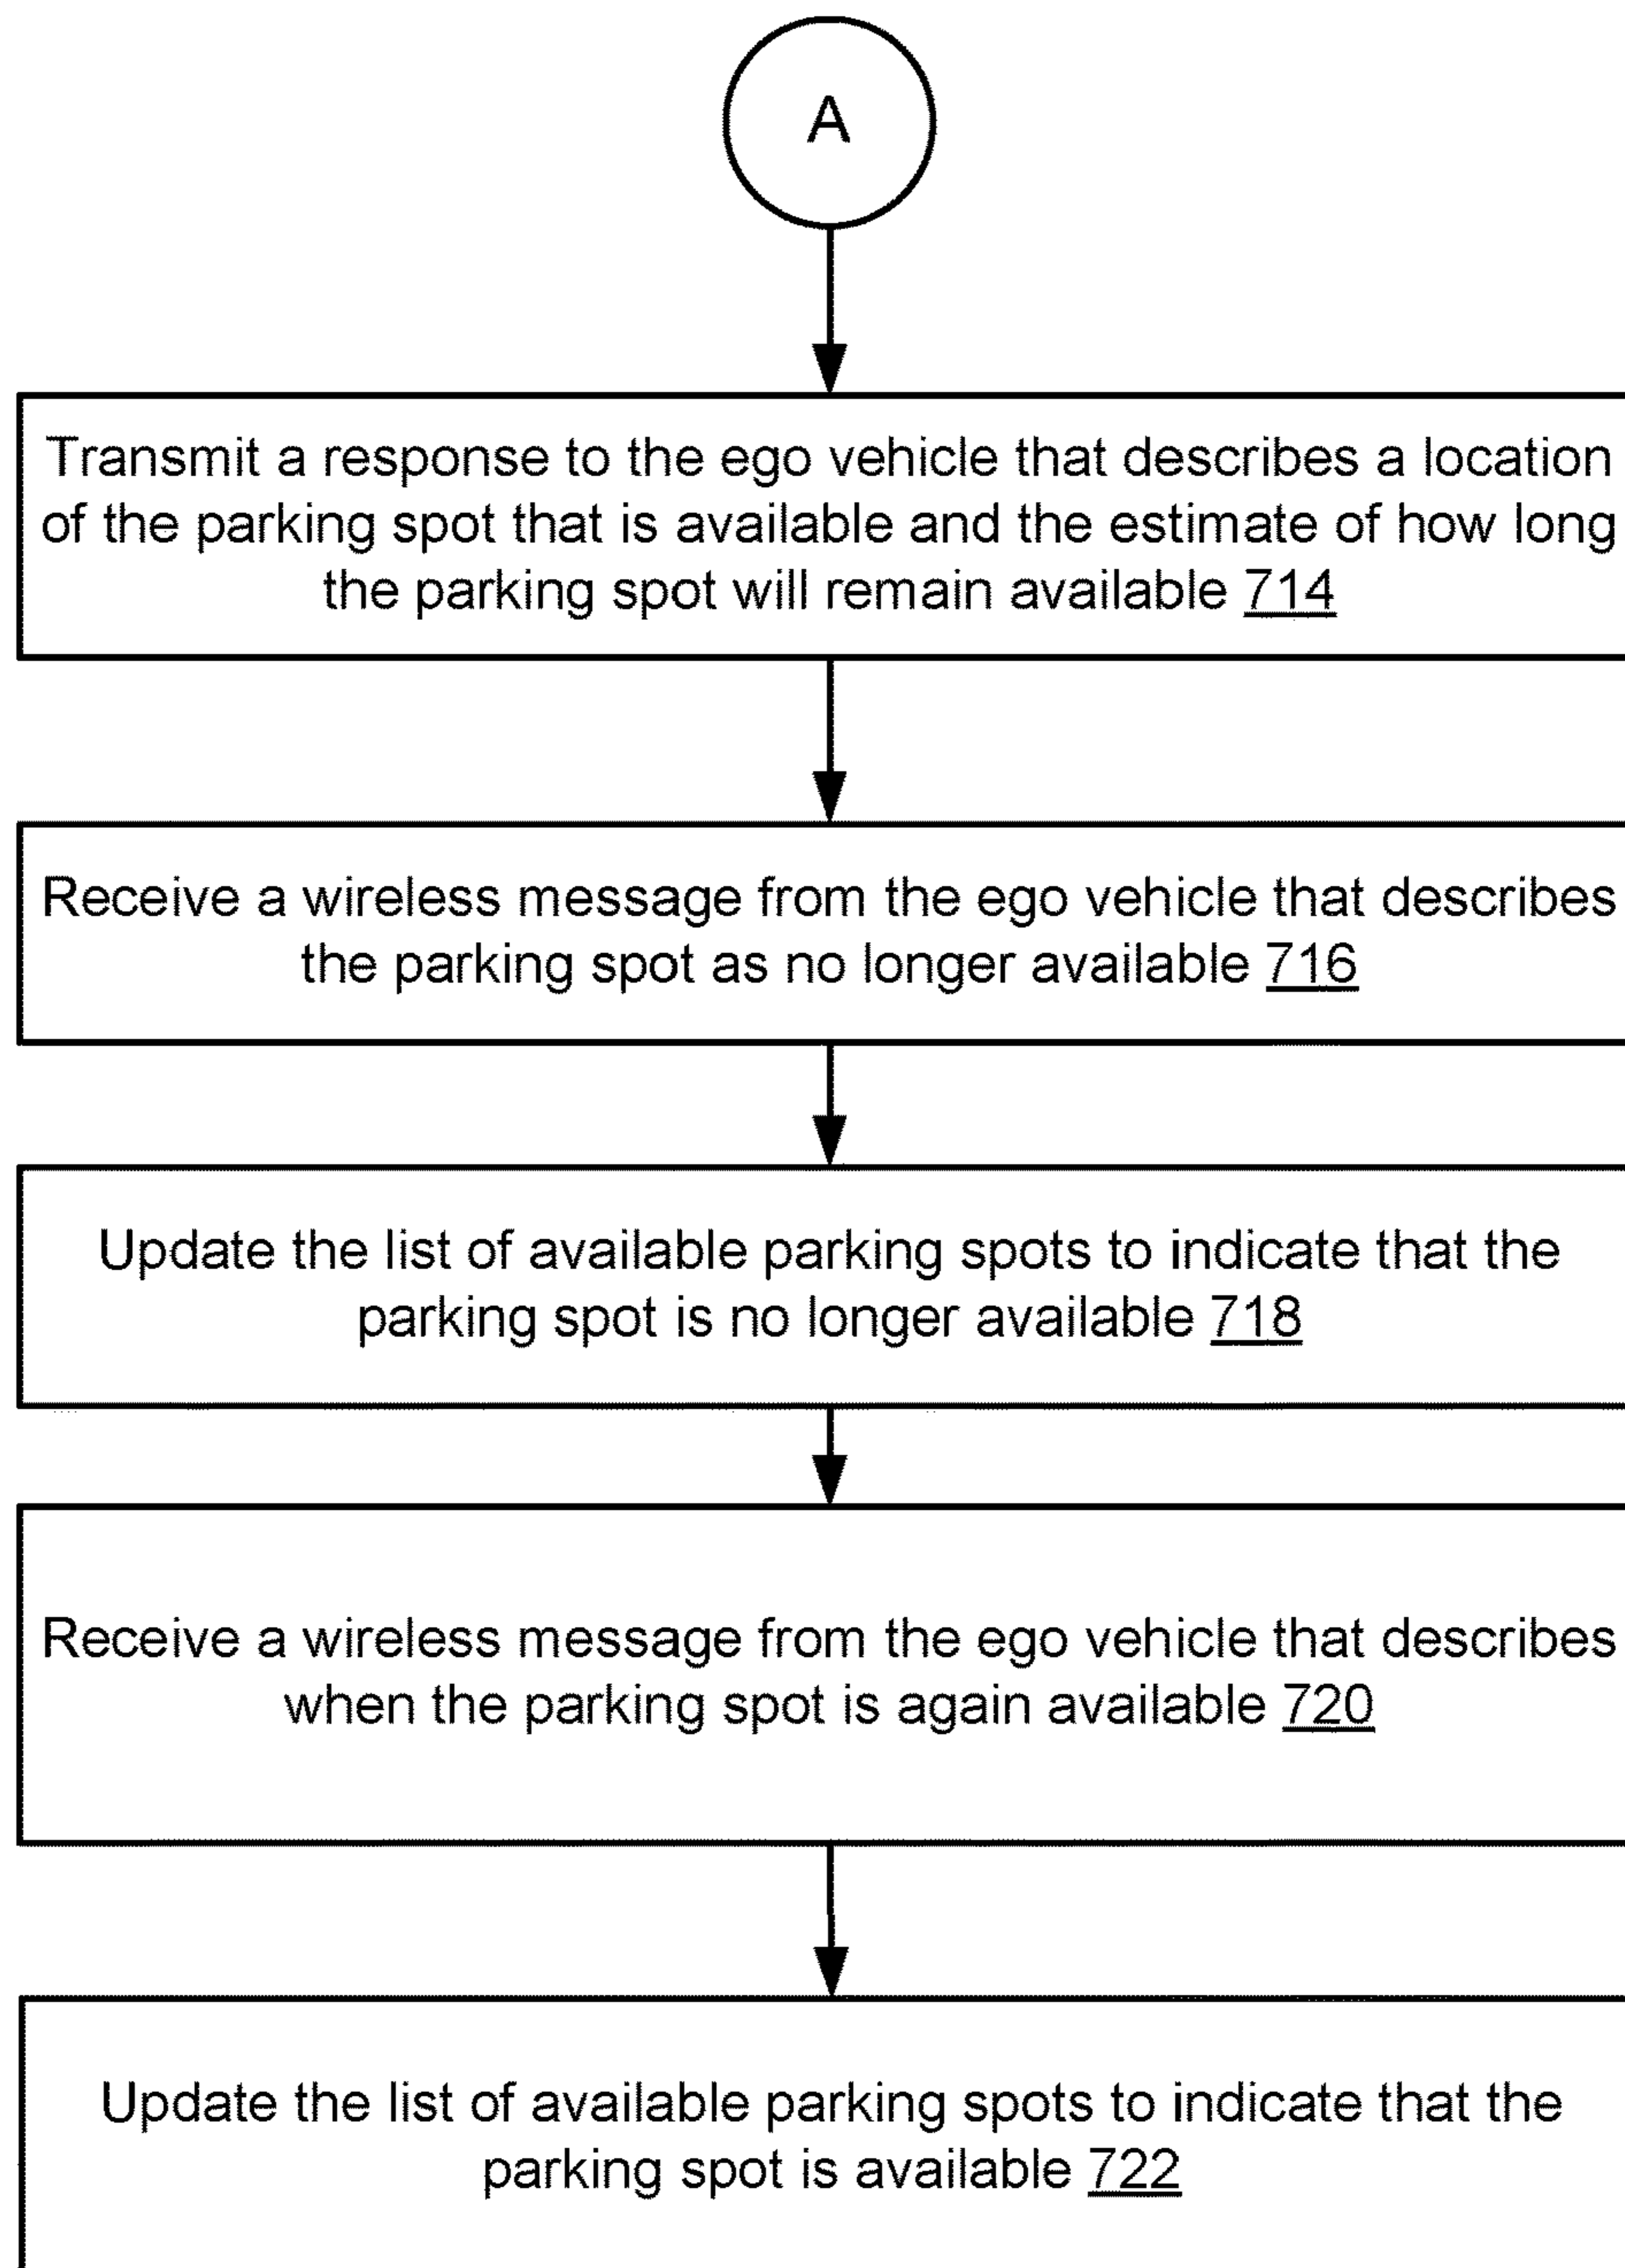 A
Transmit a response to the ego vehicle that describes a location
of the parking spot that is available and the estimate of how long
the parking spot will remain available 714
Receive a wireless message from the ego vehicle that describes
the parking spot as no longer available 716
Update the list of available parking spots to indicate that the
parking spot is no longer available 718
Receive a wireless message from the ego vehicle that describes
when the parking spot is again available 720
Update the list of available parking spots to indicate that the
parking spot is available 722